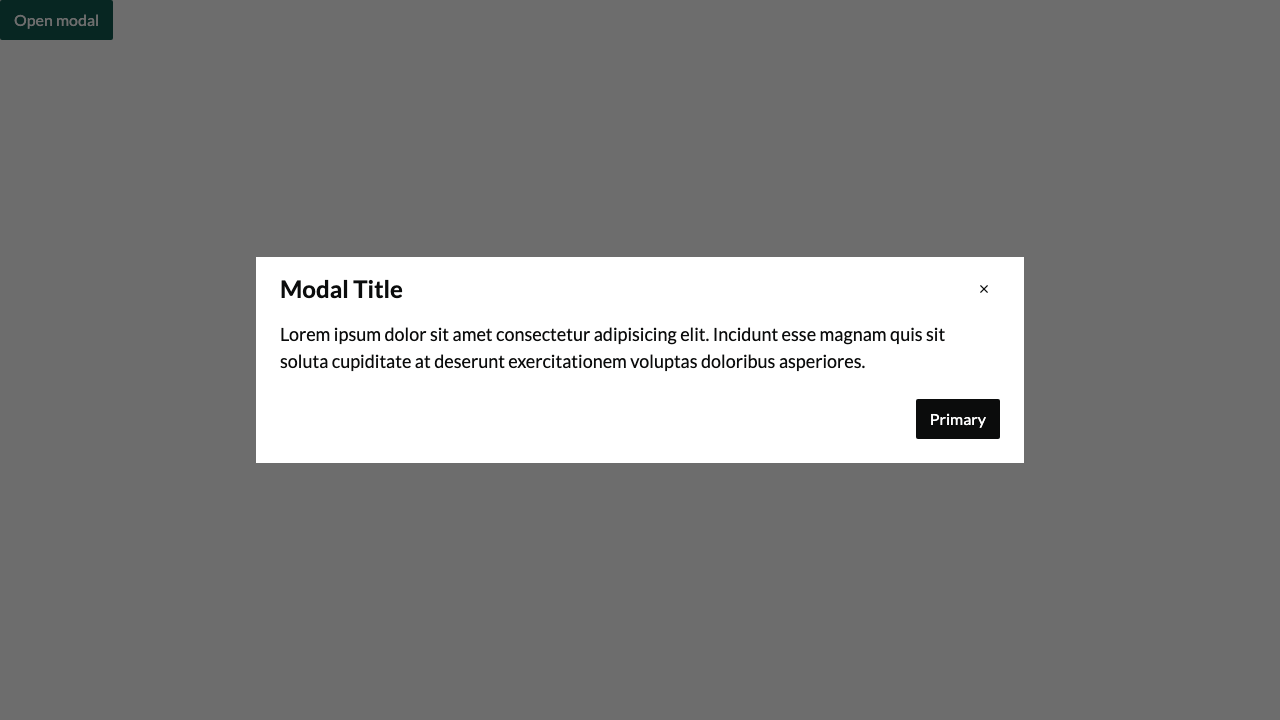 Open modal
Modal Title
×
Lorem ipsum dolor sit amet consectetur adipisicing elit. Incidunt esse magnam quis sit
soluta cupiditate at deserunt exercitationem voluptas doloribus asperiores.
Primary